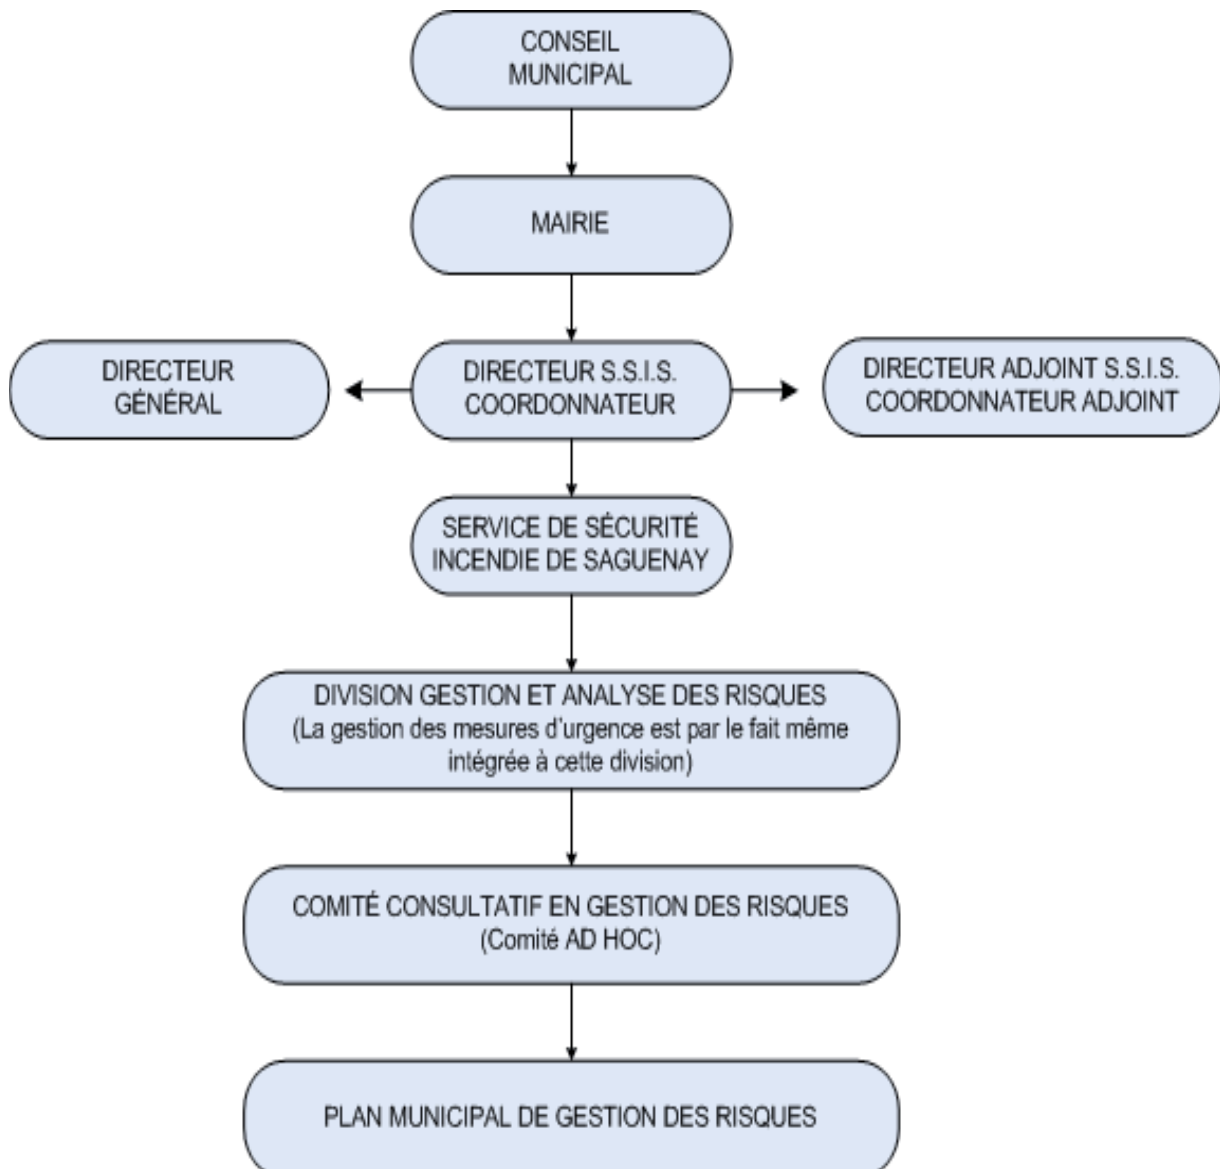 CONSEIL
MUNICIPAL
MAIRIE
DIRECTEUR
GÉNÉRAL
DIRECTEUR S.S.I.S.
COORDONNATEUR
DIRECTEUR ADJOINT S.S.I.S.
COORDONNATEUR ADJOINT
SERVICE DE SÉCURITÉ
INCENDIE DE SAGUENAY
DIVISION GESTION ET ANALYSE DES RISQUES
(La gestion des mesures d'urgence est par le fait même
intégrée à cette division)
COMITÉ CONSULTATIF EN GESTION DES RISQUES
(Comité AD HOC)
PLAN MUNICIPAL DE GESTION DES RISQUES